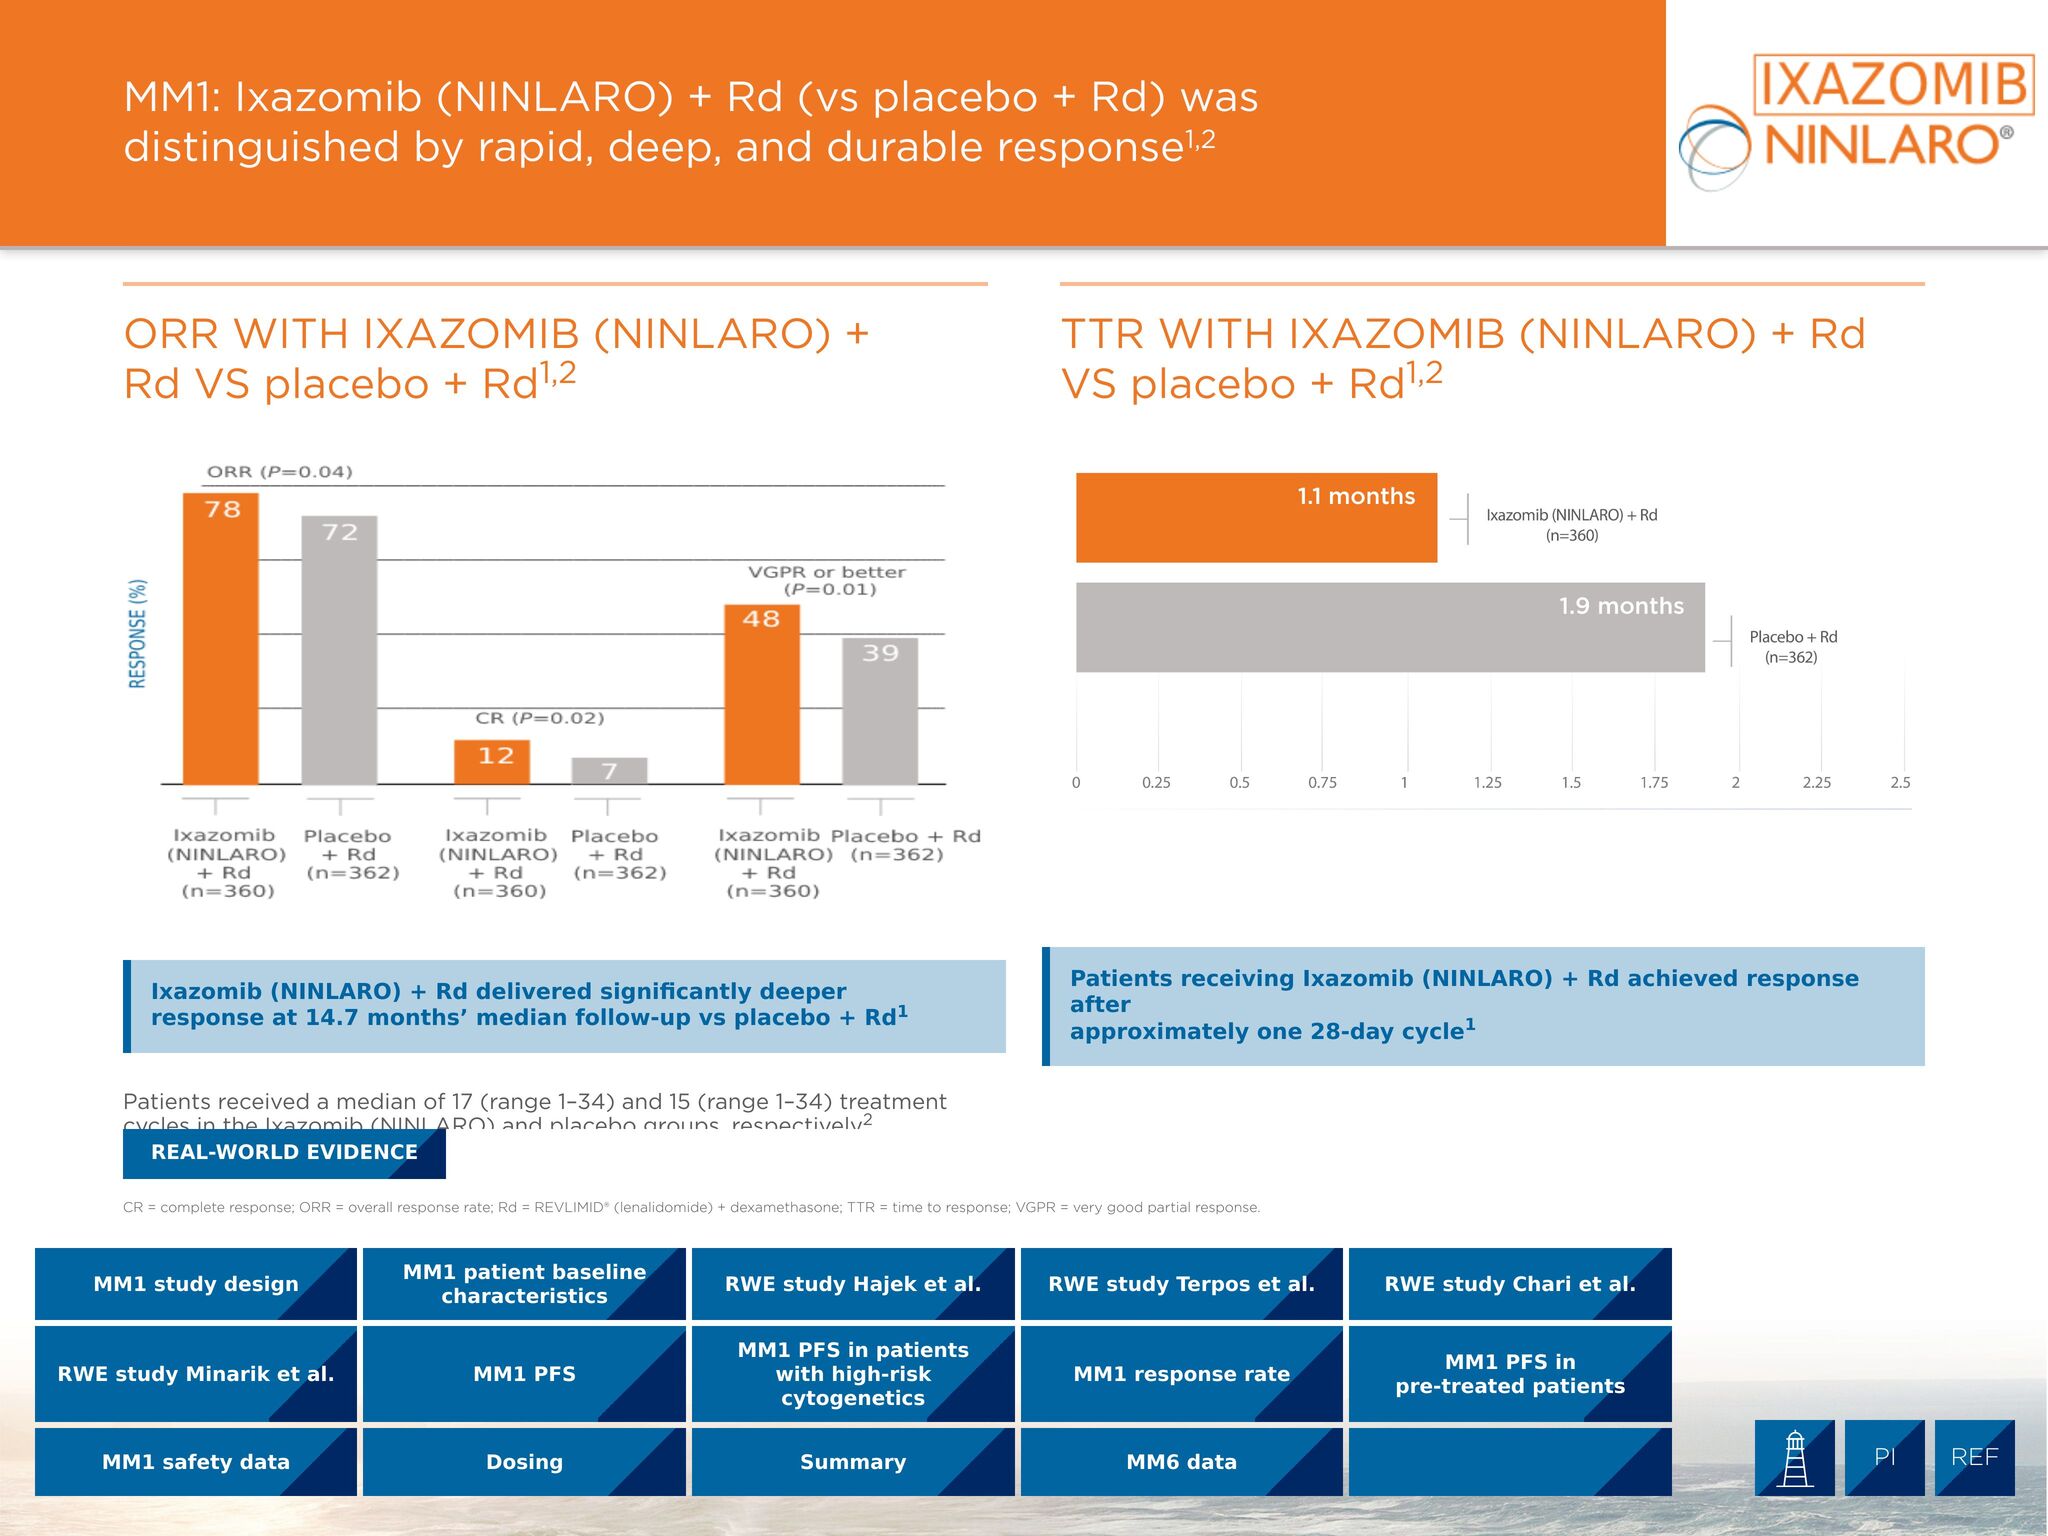 MM1: Ixazomib (NINLARO) + Rd (vs placebo + Rd) was
distinguished by rapid, deep, and durable response1,2
IXAZOMIB
NINLARO®
ORR WITH IXAZOMIB (NINLARO) +
Rd VS placebo + Rd1,2
ORR (P=0.04)
78
72
VGPR or better
(P=0.01)
48
39
CR (P=0.02)
12
7
RESPONSE (%)
Ixazomib
(NINLARO)
+ Rd
(n=360)
Placebo
+ Rd
(n=362)
Ixazomib
(NINLARO)
+ Rd
(n=360)
Placebo
+ Rd
(n=362)
Ixazomib
(NINLARO)
+ Rd
(n=360)
Placebo + Rd
(n=362)
Ixazomib (NINLARO) + Rd delivered significantly deeper
response at 14.7 months’ median follow-up vs placebo + Rd1
Patients received a median of 17 (range 1–34) and 15 (range 1–34) treatment
cycles in the Ixazomib (NINLARO) and placebo groups, respectively2
TTR WITH IXAZOMIB (NINLARO) + Rd
VS placebo + Rd1,2
1.1 months
Ixazomib (NINLARO) + Rd
(n=360)
1.9 months
Placebo + Rd
(n=362)
0 0.25 0.5 0.75 1 1.25 1.5 1.75 2 2.25 2.5
Patients receiving Ixazomib (NINLARO) + Rd achieved response
after
approximately one 28-day cycle1
REAL-WORLD EVIDENCE
CR = complete response; ORR = overall response rate; Rd = REVLIMID® (lenalidomide) + dexamethasone; TTR = time to response; VGPR = very good partial response.
MM1 study design
MM1 patient baseline
characteristics
RWE study Hajek et al.
RWE study Terpos et al.
RWE study Chari et al.
RWE study Minarik et al.
MM1 PFS
MM1 PFS in patients
with high-risk
cytogenetics
MM1 response rate
MM1 PFS in
pre-treated patients
MM1 safety data
Dosing
Summary
MM6 data
PI
REF